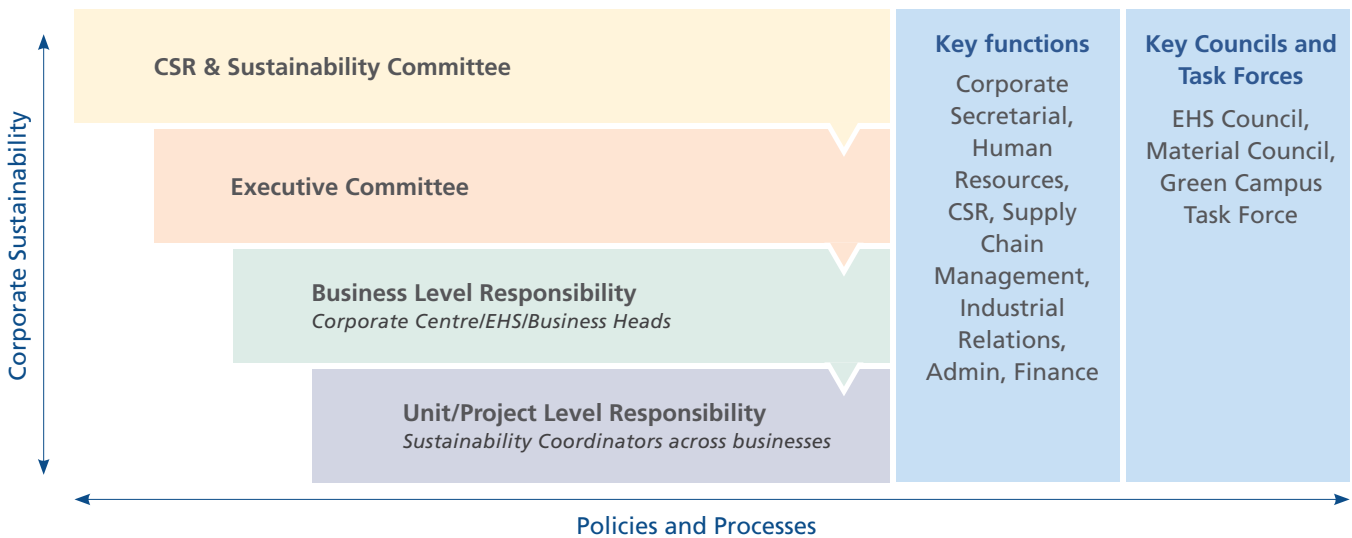 Corporate Sustainability
CSR & Sustainability Committee
Executive Committee
Business Level Responsibility
Corporate Centre/EHS/Business Heads
Unit/Project Level Responsibility
Sustainability Coordinators across businesses
Key functions
Corporate
Secretarial,
Human
Resources,
CSR, Supply
Chain
Management,
Industrial
Relations,
Admin, Finance
Key Councils and
Task Forces
EHS Council,
Material Council,
Green Campus
Task Force
Policies and Processes